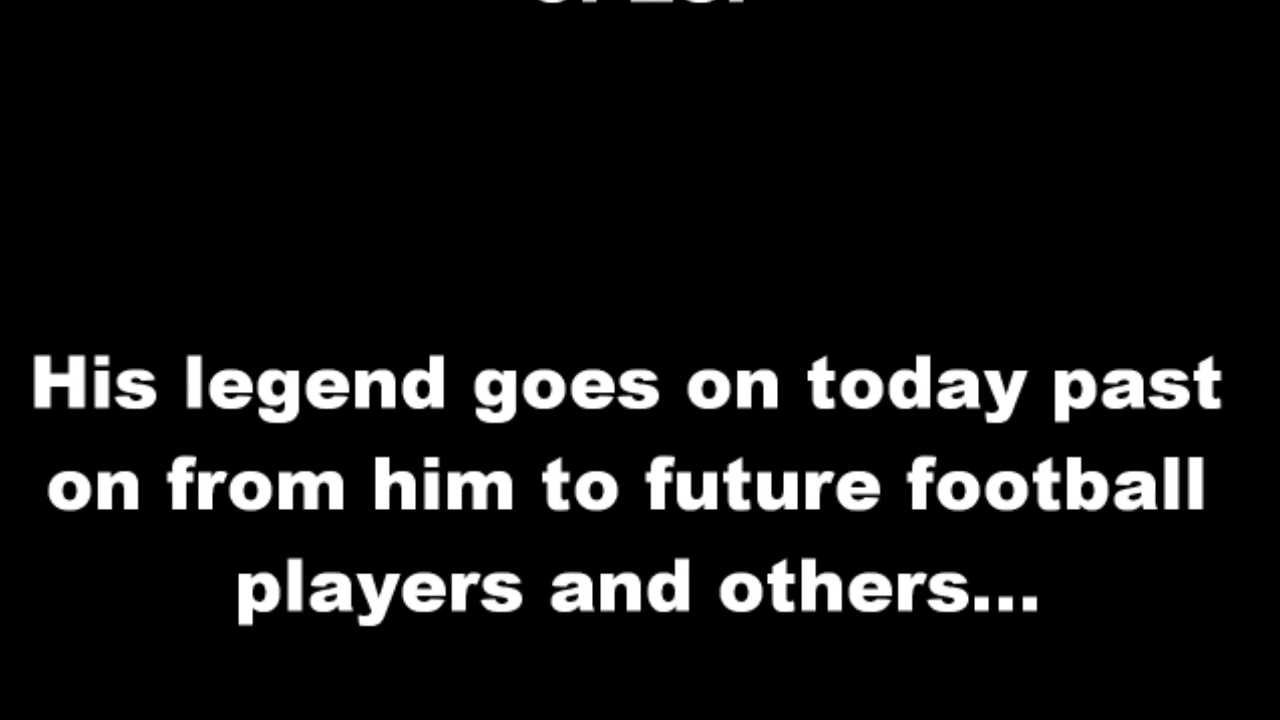 His legend goes on today past
on from him to future football
players and others...